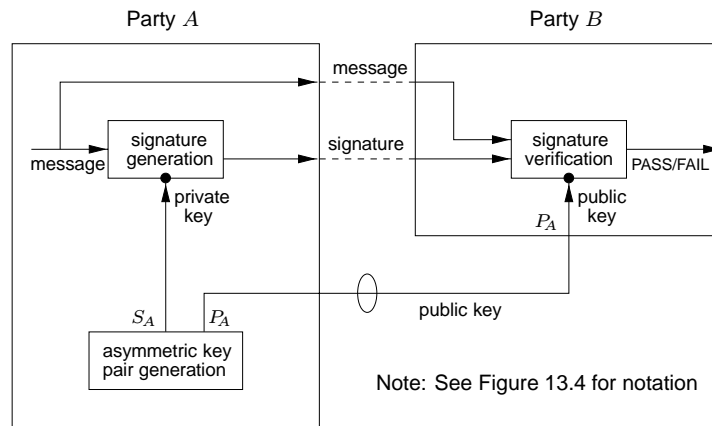 Party A
Party B
message
message
signature
generation
signature
signature
verification
PASS/FAIL
private
key
public
key
P_A
S_A
P_A
public key
asymmetric key
pair generation
Note: See Figure 13.4 for notation